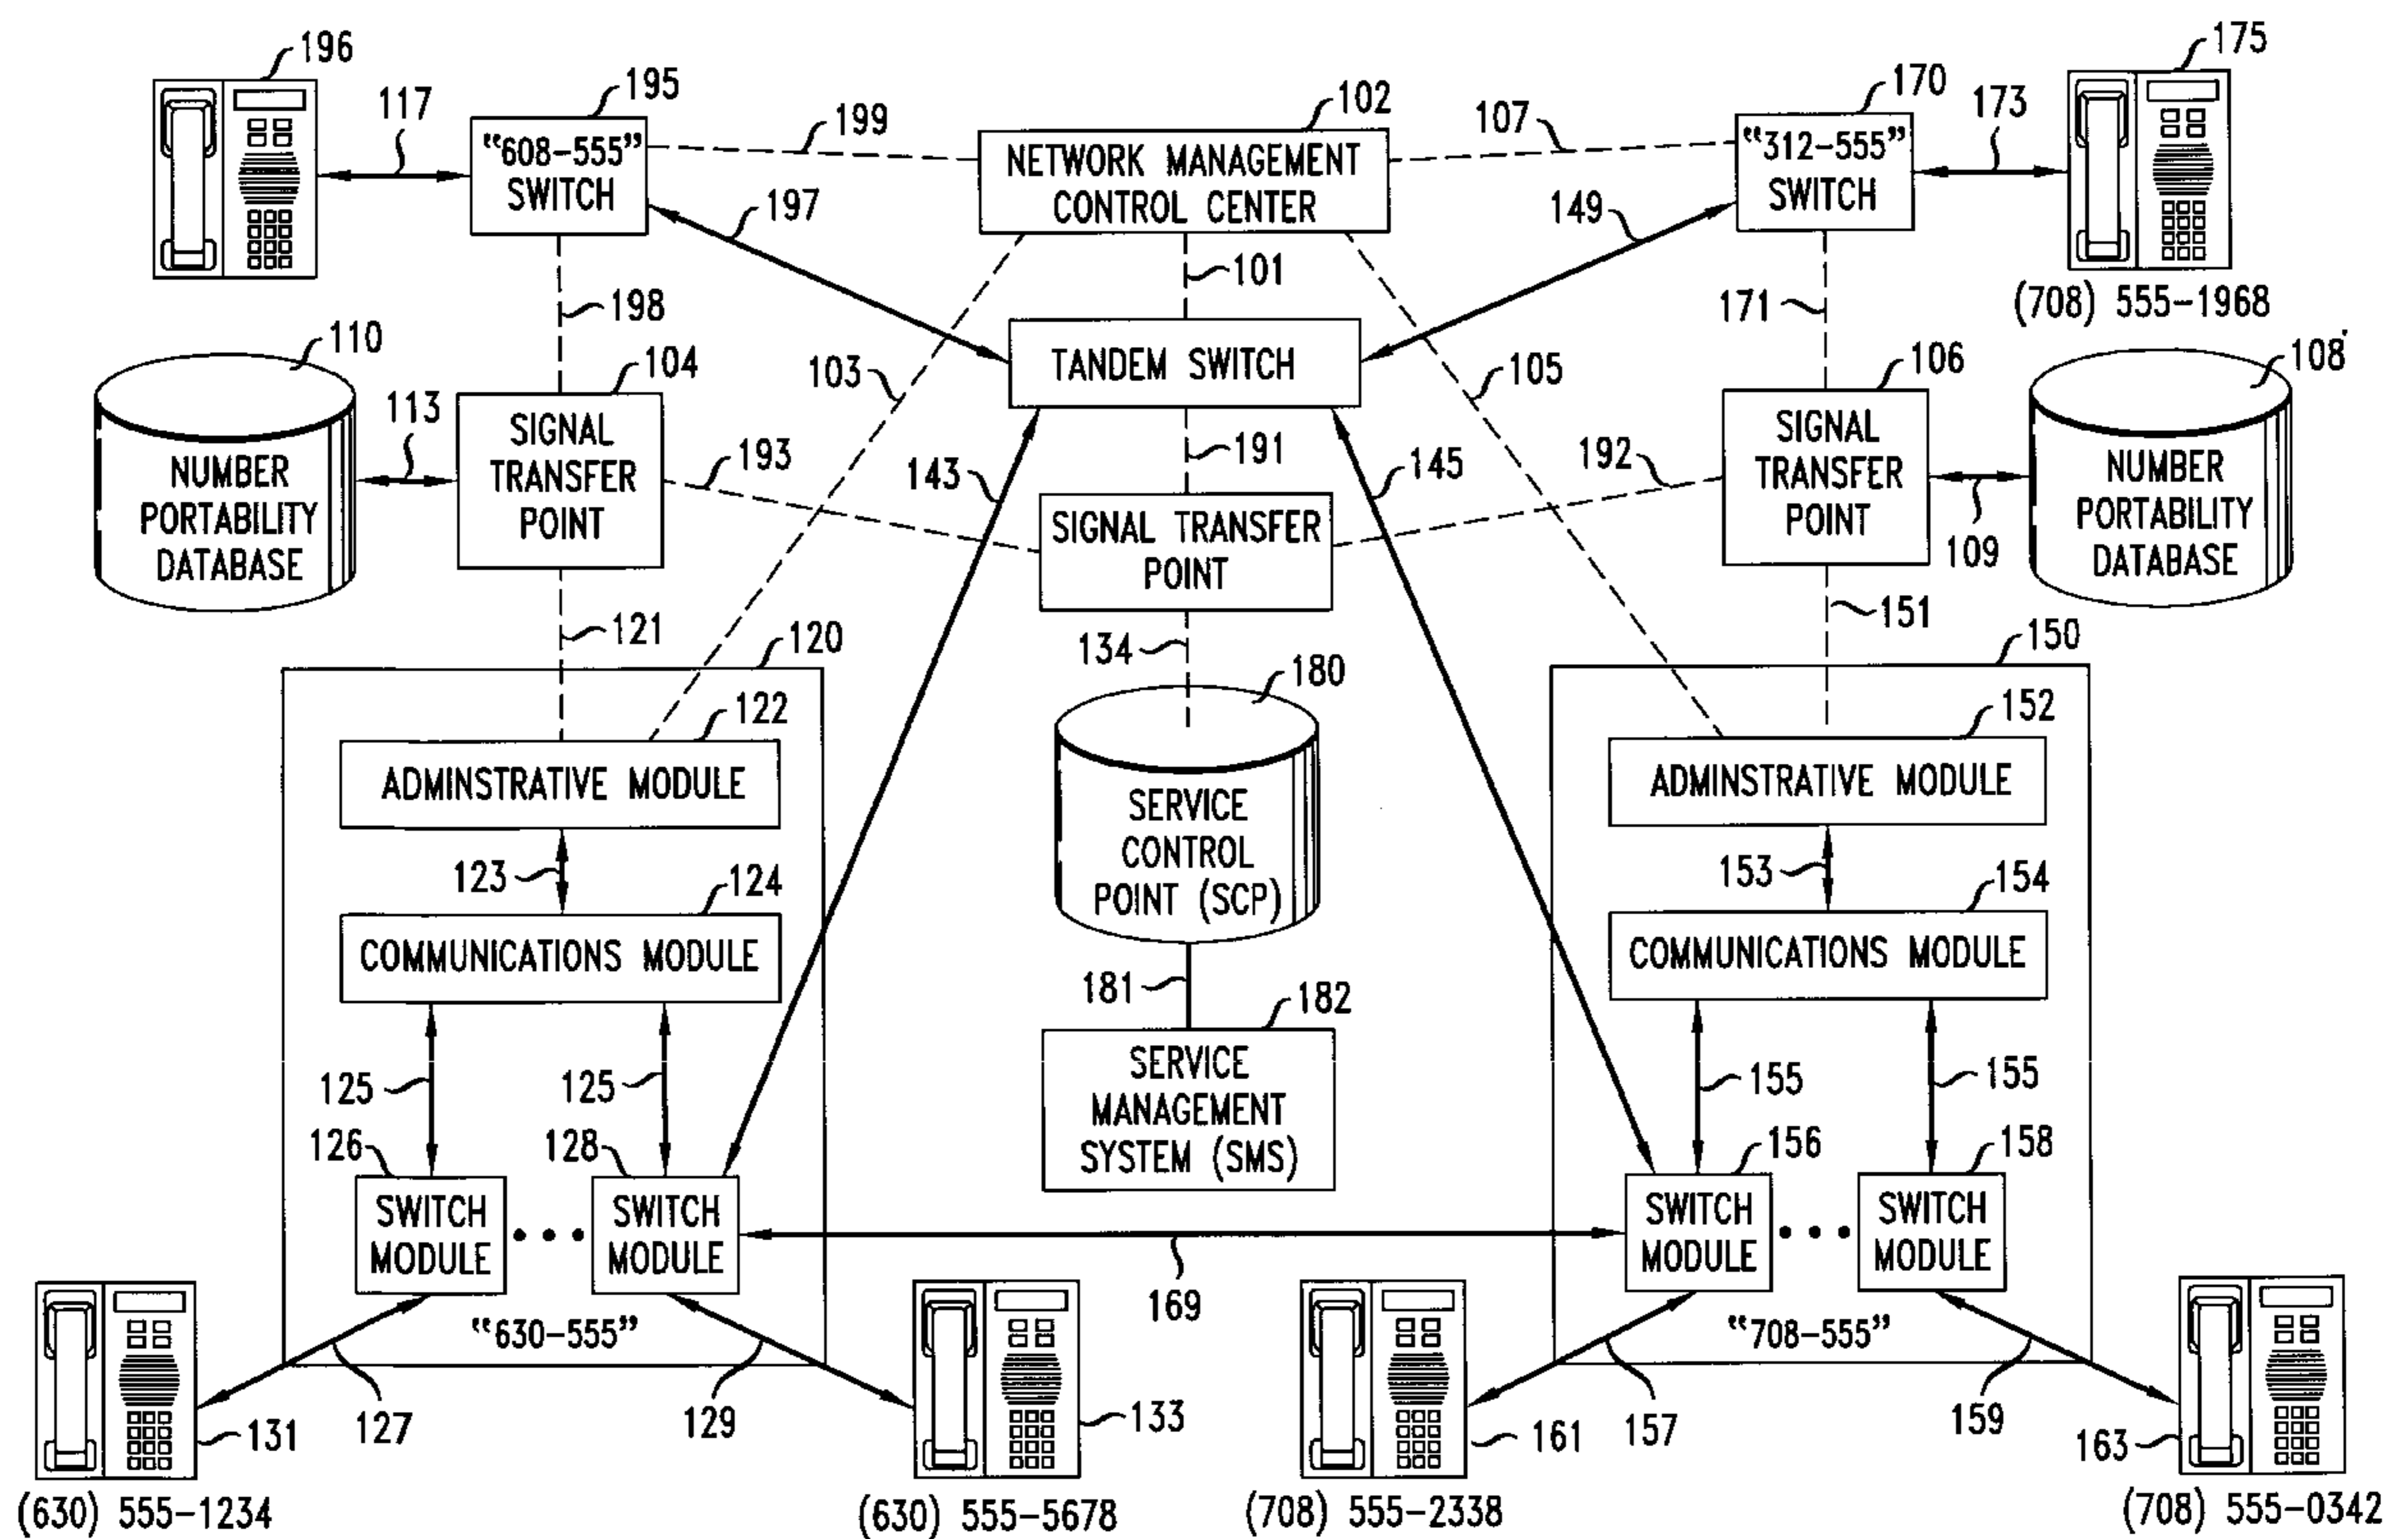 196
195
102
170
175
117
199
107
173
"608-555"
SWITCH
NETWORK MANAGEMENT
CONTROL CENTER
"312-555"
SWITCH
197
149
101
198
171
(708) 555-1968
110
104
103
TANDEM SWITCH
105
106
108'
113
SIGNAL
TRANSFER
POINT
193
143
191
145
192
SIGNAL
TRANSFER
POINT
NUMBER
PORTABILITY
DATABASE
SIGNAL TRANSFER
POINT
109
NUMBER
PORTABILITY
DATABASE
121
120
134
151
150
180
122
152
ADMINSTRATIVE MODULE
SERVICE
CONTROL
POINT (SCP)
ADMINSTRATIVE MODULE
123
124
153
154
COMMUNICATIONS MODULE
COMMUNICATIONS MODULE
181
182
125
125
SERVICE
MANAGEMENT
SYSTEM (SMS)
155
155
126
128
156
158
SWITCH
MODULE
SWITCH
MODULE
SWITCH
MODULE
SWITCH
MODULE
169
"630-555"
"708-555"
131
127
129
133
161
157
159
163
(630) 555-1234
(630) 555-5678
(708) 555-2338
(708) 555-0342